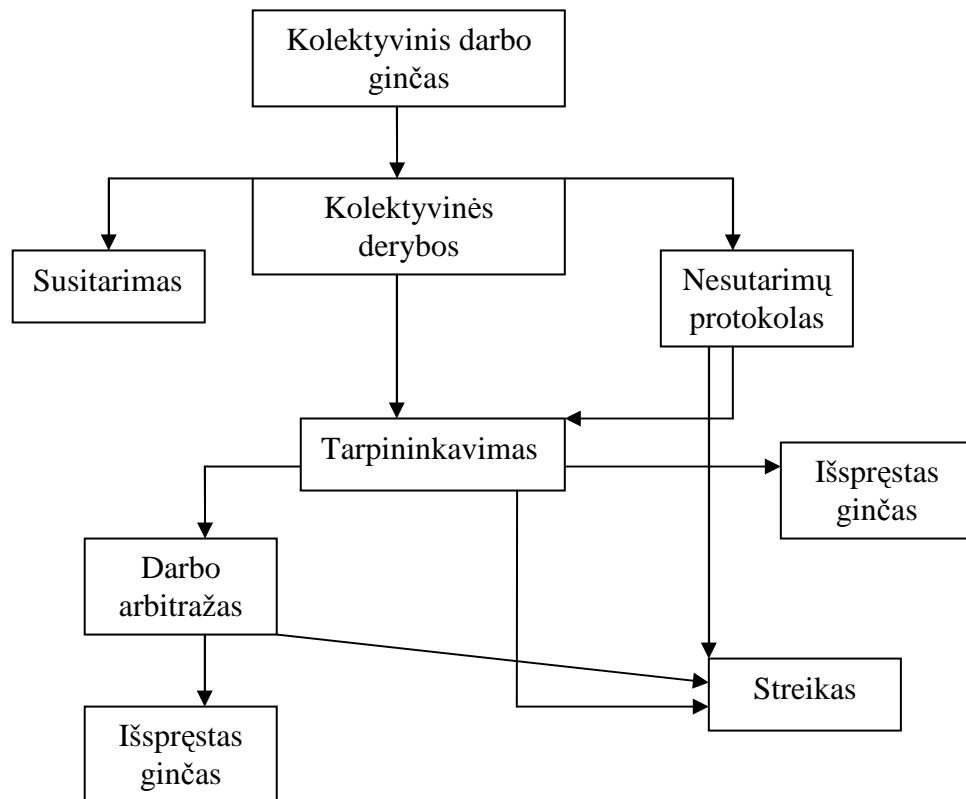 Kolektyvinis darbo
ginčas
Kolektyvinės
derybos
Susitarimas
Nesutarimų
protokolas
Tarpininkavimas
Išspręstas
ginčas
Darbo
arbitražas
Streikas
Išspręstas
ginčas